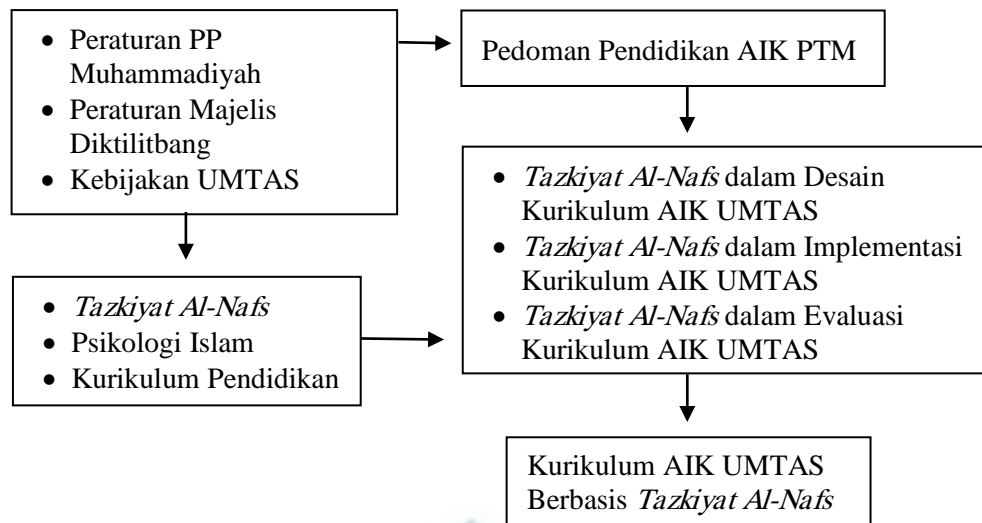 • Peraturan PP
Muhammadiyah
• Peraturan Majelis
Diktilitbang
• Kebijakan UMTAS
Pedoman Pendidikan AIK PTM
• Tazkiyat Al-Nafs
• Psikologi Islam
• Kurikulum Pendidikan
• Tazkiyat Al-Nafs dalam Desain
Kurikulum AIK UMTAS
• Tazkiyat Al-Nafs dalam Implementasi
Kurikulum AIK UMTAS
• Tazkiyat Al-Nafs dalam Evaluasi
Kurikulum AIK UMTAS
Kurikulum AIK UMTAS
Berbasis Tazkiyat Al-Nafs